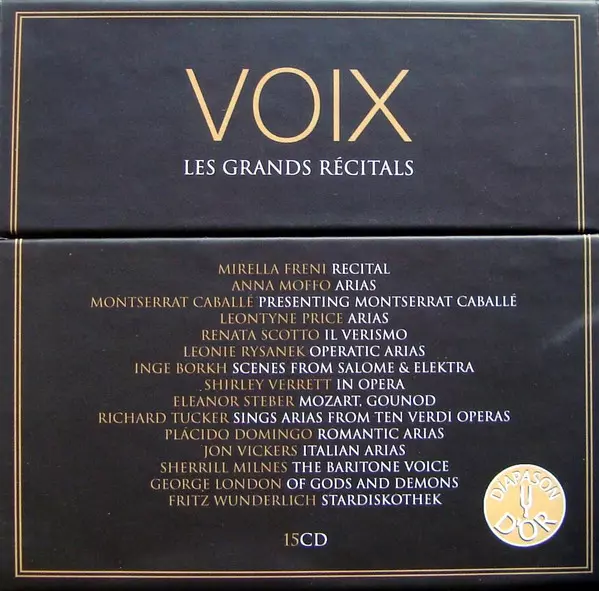 VOIX
LES GRANDS RÉCITALS
MIRELLA FRENI RECITAL
ANNA MOFFO ARIAS
MONTSERRAT CABALLÉ PRESENTING MONTSERRAT CABALLÉ
LEONTYNE PRICE ARIAS
RENATA SCOTTO IL VERISMO
LEONIE RYSANEK OPERATIC ARIAS
INGE BORKH SCENES FROM SALOME & ELEKTRA
SHIRLEY VERRETT IN OPERA
ELEANOR STEBER MOZART, GOUNOD
RICHARD TUCKER SINGS ARIAS FROM TEN VERDI OPERAS
PLÁCIDO DOMINGO ROMANTIC ARIAS
JON VICKERS ITALIAN ARIAS
SHERRILL MILNES THE BARITONE VOICE
GEORGE LONDON OF GODS AND DEMONS
FRITZ WUNDERLICH STARDISKOTHEK
DIAPASON
D'OR
15CD